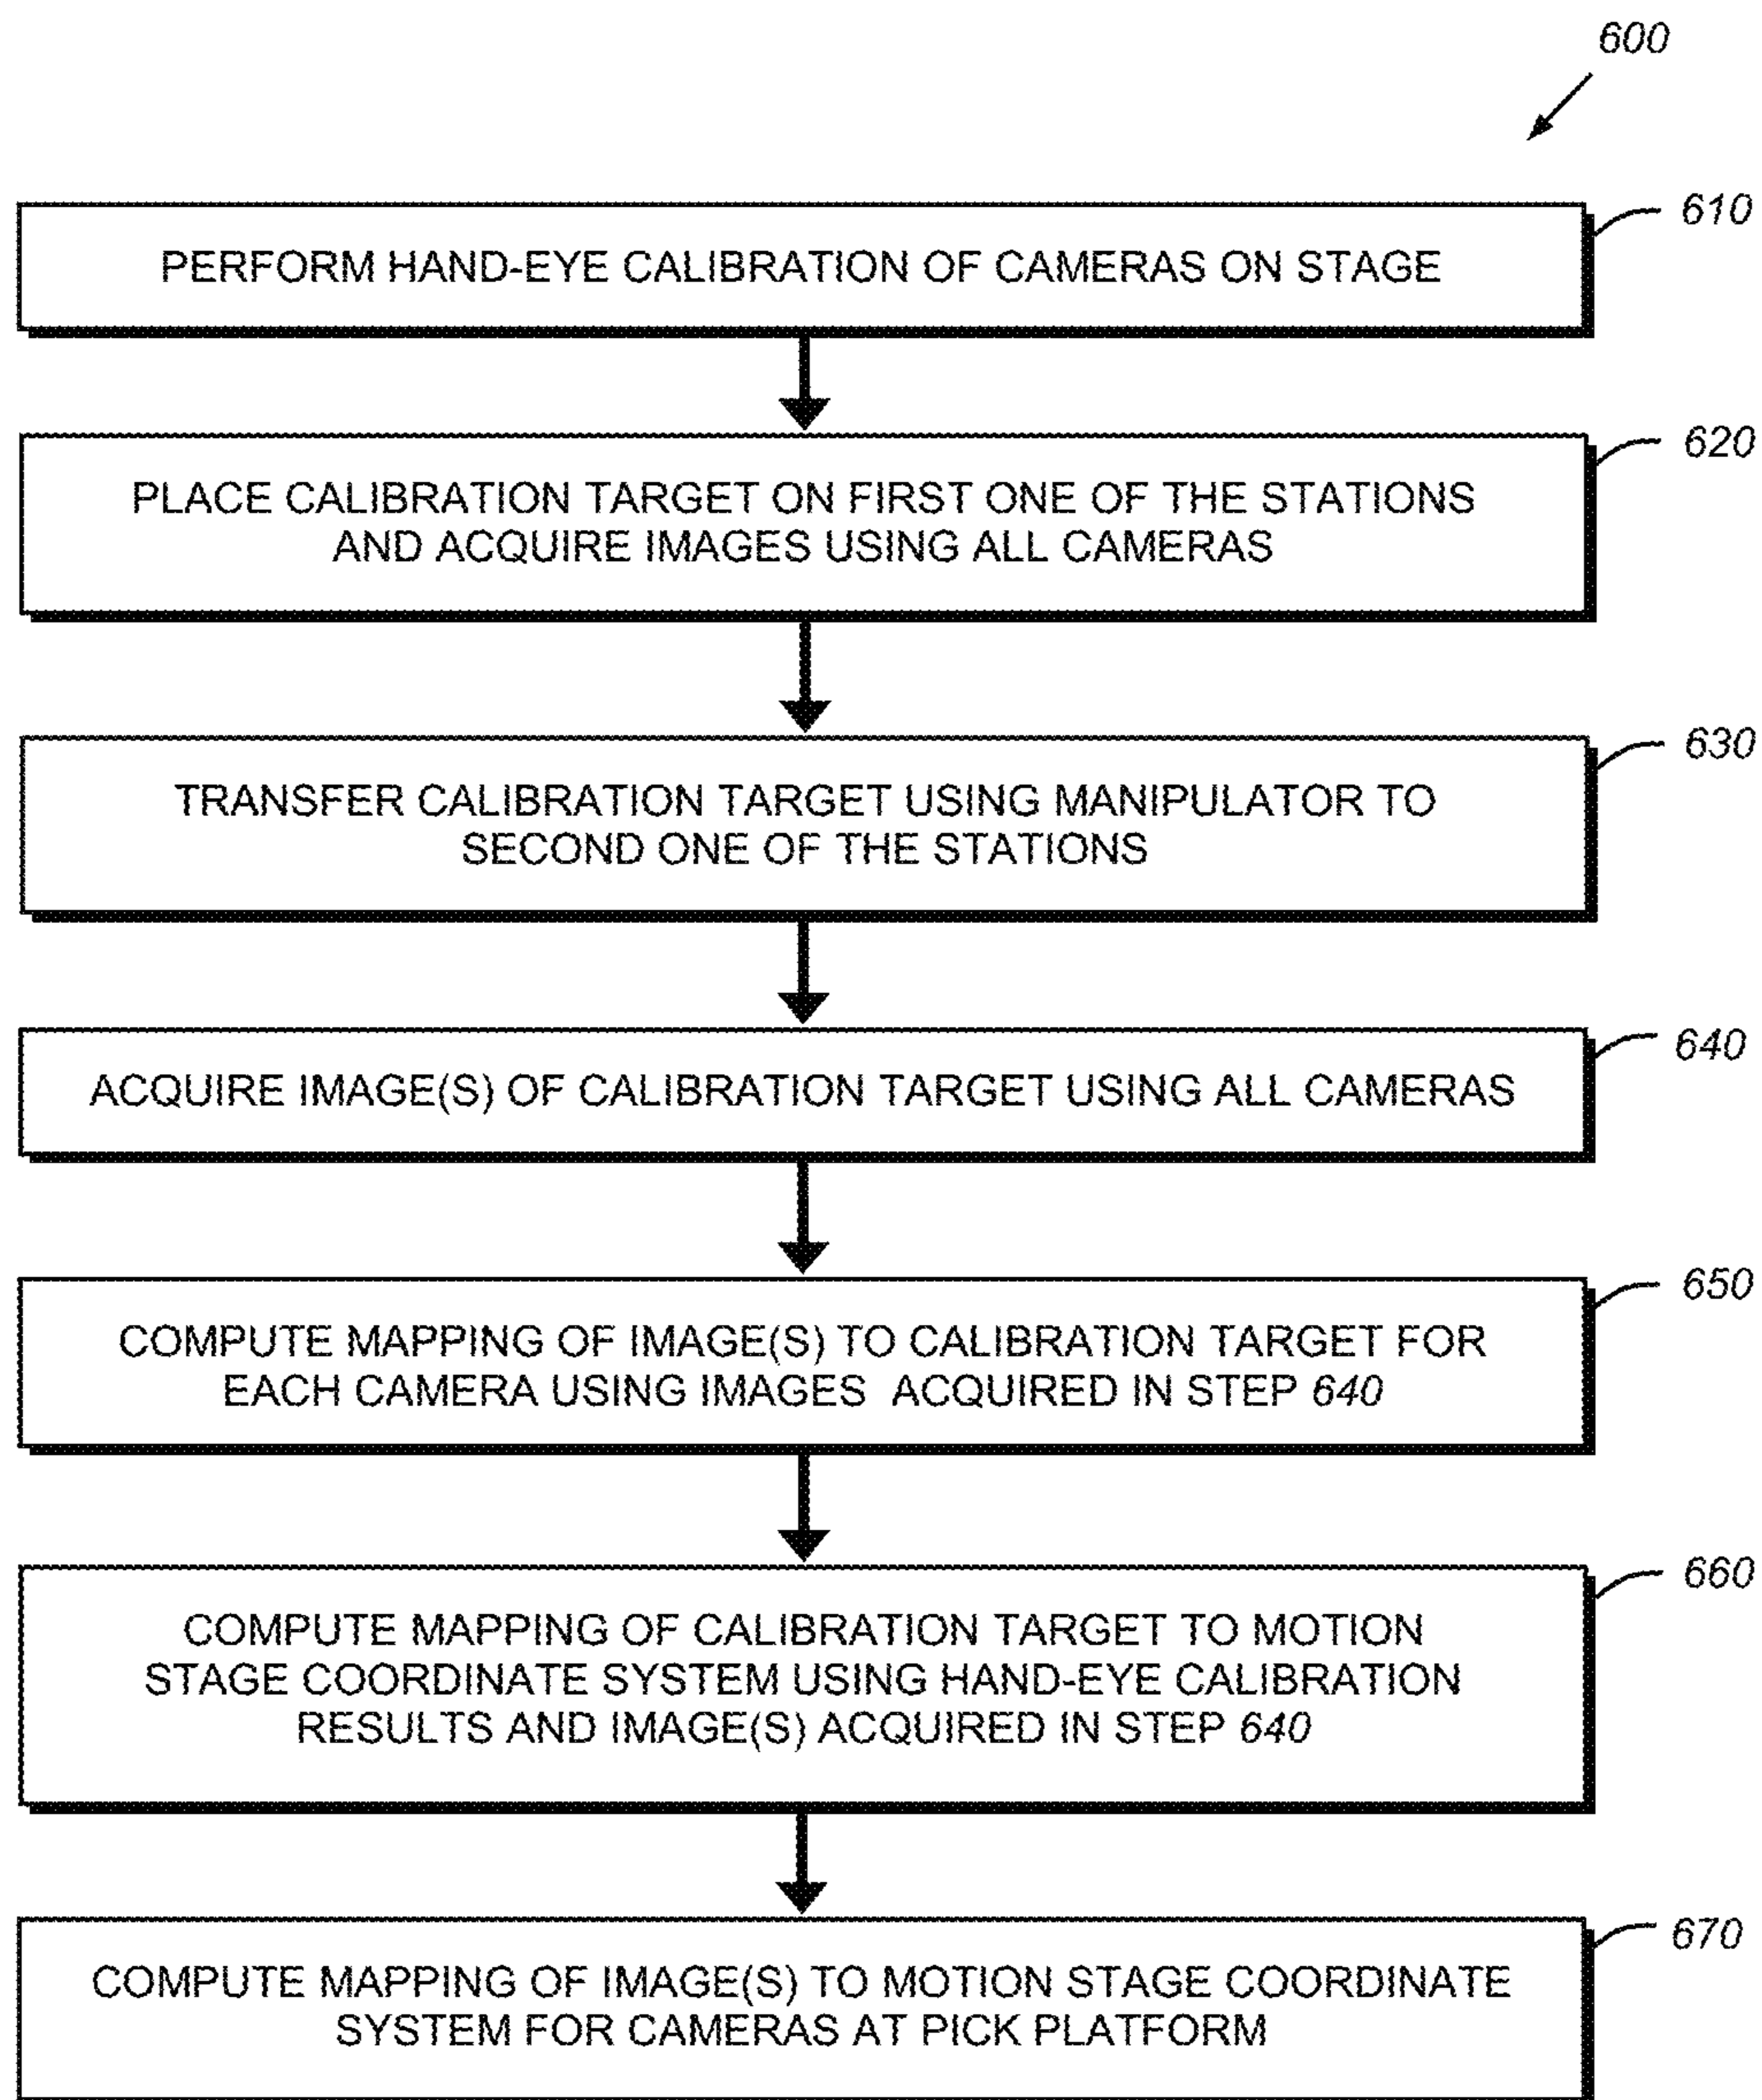 600
610
PERFORM HAND-EYE CALIBRATION OF CAMERAS ON STAGE
620
PLACE CALIBRATION TARGET ON FIRST ONE OF THE STATIONS
AND ACQUIRE IMAGES USING ALL CAMERAS
630
TRANSFER CALIBRATION TARGET USING MANIPULATOR TO
SECOND ONE OF THE STATIONS
640
ACQUIRE IMAGE(S) OF CALIBRATION TARGET USING ALL CAMERAS
650
COMPUTE MAPPING OF IMAGE(S) TO CALIBRATION TARGET FOR
EACH CAMERA USING IMAGES ACQUIRED IN STEP 640
660
COMPUTE MAPPING OF CALIBRATION TARGET TO MOTION
STAGE COORDINATE SYSTEM USING HAND-EYE CALIBRATION
RESULTS AND IMAGE(S) ACQUIRED IN STEP 640
670
COMPUTE MAPPING OF IMAGE(S) TO MOTION STAGE COORDINATE
SYSTEM FOR CAMERAS AT PICK PLATFORM